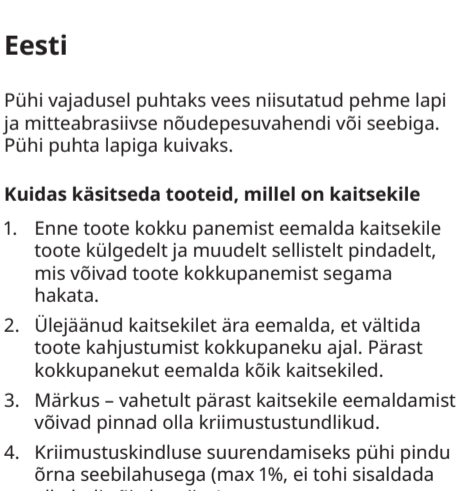 Eesti
Pühi vajadusel puhtaks vees niisutatud pehme lapi
ja mitteabrasiivse nõudepesuvahendi või seebiga.
Pühi puhta lapiga kuivaks.
Kuidas käsitseda tooteid, millel on kaitsekile
1. Enne toote kokku panemist eemalda kaitsekile
toote külgedelt ja muudelt sellistelt pindadelt,
mis võivad toote kokkupanemist segama
hakata.
2. Ülejäänud kaitsekilet ära eemalda, et vältida
toote kahjustumist kokkupaneku ajal. Pärast
kokkupanekut eemalda kõik kaitsekiled.
3. Märkus – vahetult pärast kaitsekile eemaldamist
võivad pinnad olla kriimustustundlikud.
4. Kriimustuskindluse suurendamiseks pühi pindu
õrna seebilahusega (max 1%, ei tohi sisaldada